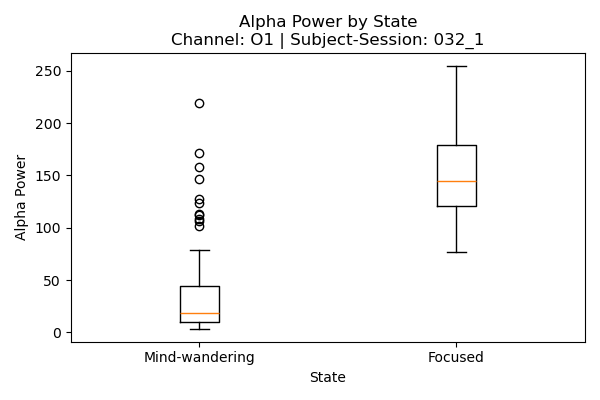 Alpha Power by State
Channel: O1 | Subject-Session: 032_1
250
200
150
100
50
0
Alpha Power
Mind-wandering
Focused
State